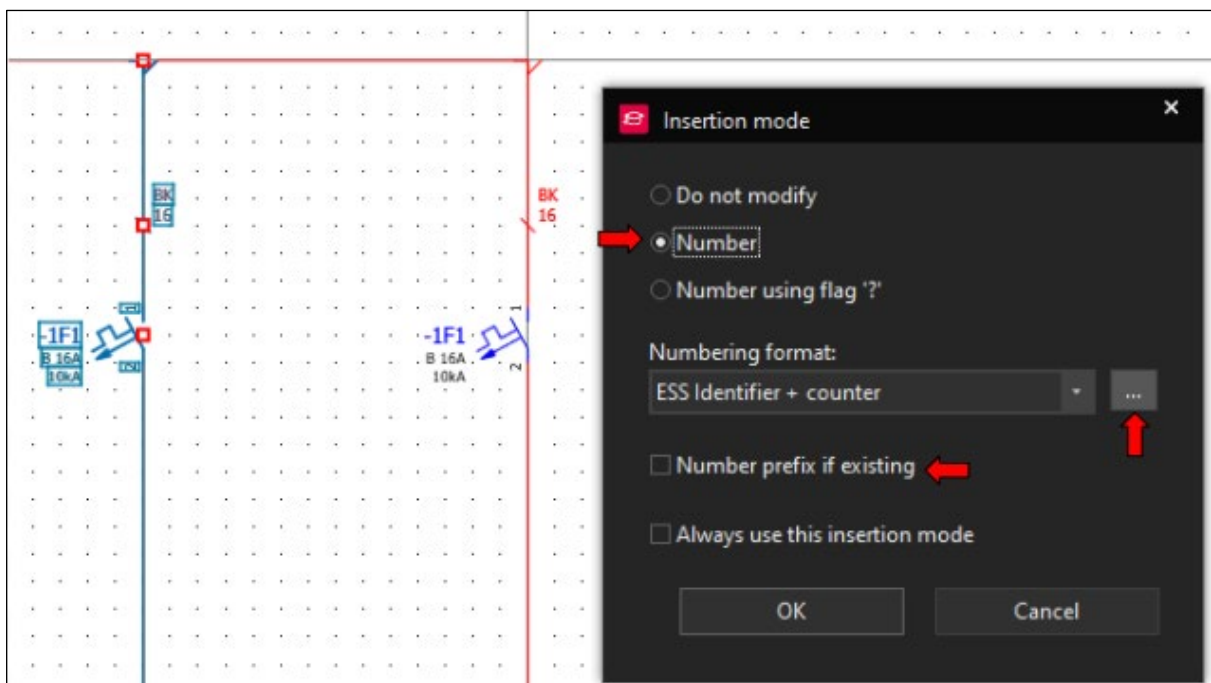 BK
16
-1F1
B 16A
10kA
BK
16
1
-1F1
B 16A
10kA
2
Insertion mode
Do not modify
Number
Number using flag '?'
Numbering format:
ESS Identifier + counter
...
Number prefix if existing
Always use this insertion mode
OK
Cancel